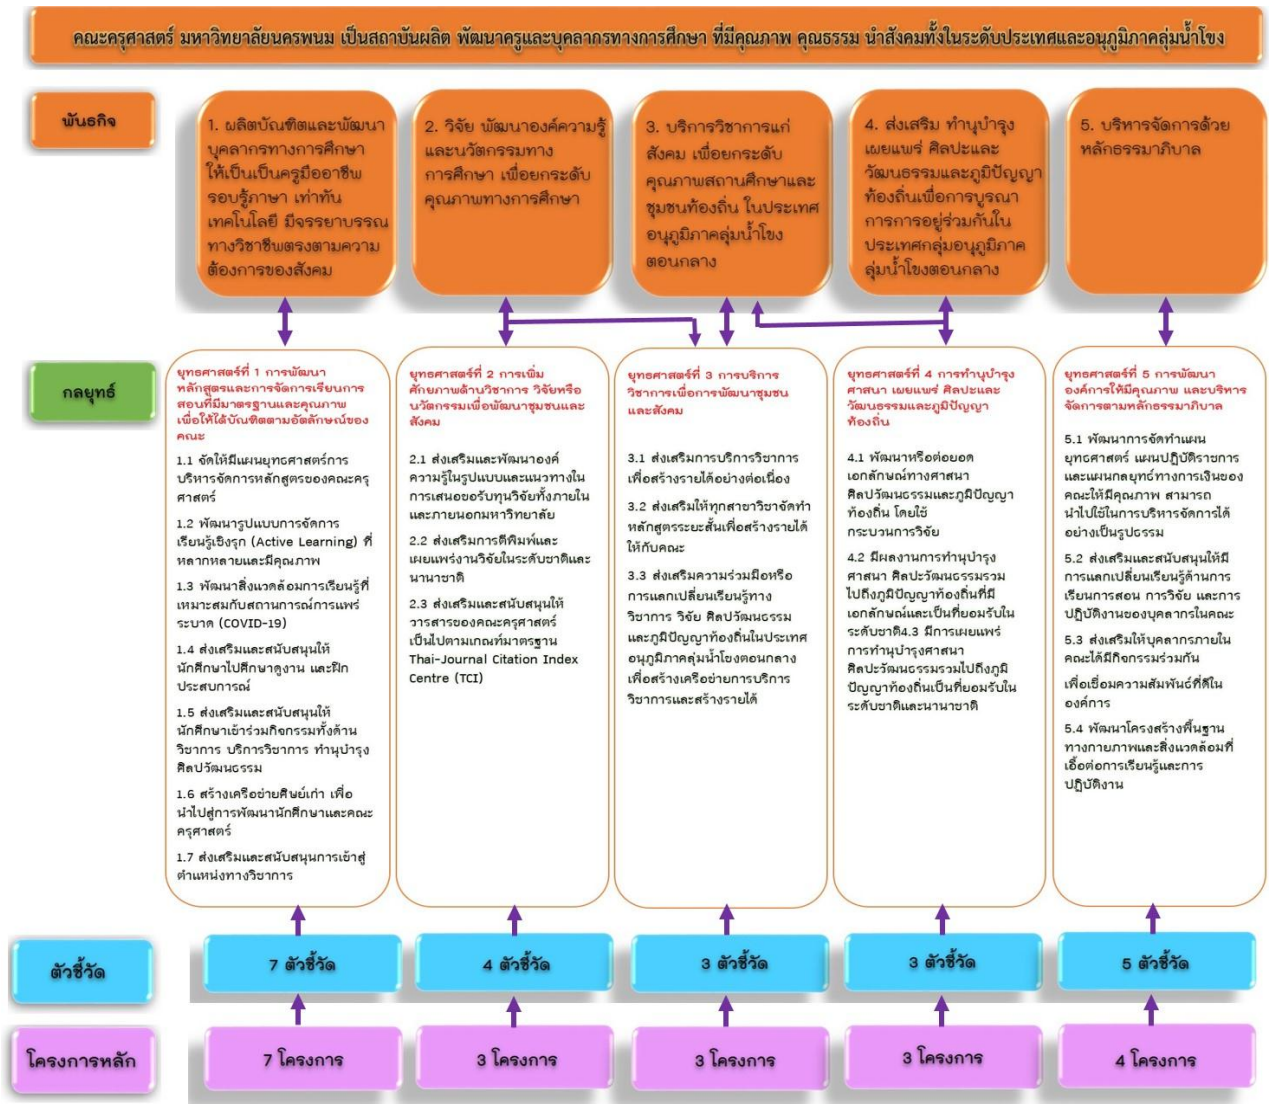 คณะครุศาสตร์ มหาวิทยาลัยนครพนม เป็นสถาบันผลิต พัฒนาครูและบุคลากรทางการศึกษา ที่มีคุณภาพ คุณธรรม นำสังคมทั้งในระดับประเทศและอนุภูมิภาคลุ่มน้ำโขง
พันธกิจ
1. ผลิตบัณฑิตและพัฒนา
บุคลากรทางการศึกษา
ให้เป็นเป็นครูมืออาชีพ
รอบรู้ภาษา เท่าทัน
เทคโนโลยี มีจรรยาบรรณ
ทางวิชาชีพตรงตามความ
ต้องการของสังคม
2. วิจัย พัฒนาองค์ความรู้
และนวัตกรรมทาง
การศึกษา เพื่อยกระดับ
คุณภาพทางการศึกษา
3. บริการวิชาการแก่
สังคม เพื่อยกระดับ
คุณภาพสถานศึกษาและ
ชุมชนท้องถิ่น ในประเทศ
อนุภูมิภาคลุ่มน้ำโขง
ตอนกลาง
4. ส่งเสริม ทำนุบำรุง
เผยแพร่ ศิลปะและ
วัฒนธรรมและภูมิปัญญา
ท้องถิ่นเพื่อการบูรณา
การการอยู่ร่วมกันใน
ประเทศกลุ่มอนุภูมิภาค
ลุ่มน้ำโขงตอนกลาง
5. บริหารจัดการด้วย
หลักธรรมาภิบาล
กลยุทธ์
ยุทธศาสตร์ที่ 1 การพัฒนา
หลักสูตรและการจัดการเรียนการ
สอนที่มีมาตรฐานและคุณภาพ
เพื่อให้ได้บัณฑิตตามอัตลักษณ์ของ
คณะ
1.1 จัดให้มีแผนยุทธศาสตร์การ
บริหารจัดการหลักสูตรของคณะครุ
ศาสตร์
1.2 พัฒนารูปแบบการจัดการ
เรียนรู้เชิงรุก (Active Learning) ที่
หลากหลายและมีคุณภาพ
1.3 พัฒนาสิ่งแวดล้อมการเรียนรู้ที่
เหมาะสมกับสถานการณ์การแพร่
ระบาด (COVID-19)
1.4 ส่งเสริมและสนับสนุนให้
นักศึกษาไปศึกษาดูงาน และฝึก
ประสบการณ์
1.5 ส่งเสริมและสนับสนุนให้
นักศึกษาเข้าร่วมกิจกรรมทั้งด้าน
วิชาการ บริการวิชาการ ทำนุบำรุง
ศิลปวัฒนธรรม
1.6 สร้างเครือข่ายศิษย์เก่า เพื่อ
นำไปสู่การพัฒนานักศึกษาและคณะ
ครุศาสตร์
1.7 ส่งเสริมและสนับสนุนการเข้าสู่
ตำแหน่งทางวิชาการ
ยุทธศาสตร์ที่ 2 การเพิ่ม
ศักยภาพด้านวิชาการ วิจัยหรือ
นวัตกรรมเพื่อพัฒนาชุมชนและ
สังคม
2.1 ส่งเสริมและพัฒนาองค์
ความรู้ในรูปแบบและแนวทางใน
การเสนอขอรับทุนวิจัยทั้งภายใน
และภายนอกมหาวิทยาลัย
2.2 ส่งเสริมการตีพิมพ์และ
เผยแพร่งานวิจัยในระดับชาติและ
นานาชาติ
2.3 ส่งเสริมและสนับสนุนให้
วารสารของคณะครุศาสตร์
เป็นไปตามเกณฑ์มาตรฐาน
Thai-Journal Citation Index
Centre (TCI)
ยุทธศาสตร์ที่ 3 การบริการ
วิชาการเพื่อการพัฒนาชุมชน
และสังคม
3.1 ส่งเสริมการบริการวิชาการ
เพื่อสร้างรายได้อย่างต่อเนื่อง
3.2 ส่งเสริมให้ทุกสาขาวิชาจัดทำ
หลักสูตรระยะสั้นเพื่อสร้างรายได้
ให้กับคณะ
3.3 ส่งเสริมความร่วมมือหรือ
การแลกเปลี่ยนเรียนรู้ทาง
วิชาการ วิจัย ศิลปวัฒนธรรม
และภูมิปัญญาท้องถิ่นในประเทศ
อนุภูมิภาคลุ่มน้ำโขงตอนกลาง
เพื่อสร้างเครือข่ายการบริการ
วิชาการและสร้างรายได้
ยุทธศาสตร์ที่ 4 การทำนุบำรุง
ศาสนา เผยแพร่ ศิลปะและ
วัฒนธรรมและภูมิปัญญา
ท้องถิ่น
4.1 พัฒนาหรือต่อยอด
เอกลักษณ์ทางศาสนา
ศิลปวัฒนธรรมและภูมิปัญญา
ท้องถิ่น โดยใช้
กระบวนการวิจัย
4.2 มีผลงานการทำนุบำรุง
ศาสนา ศิลปะวัฒนธรรมรวม
ไปถึงภูมิปัญญาท้องถิ่นที่มี
เอกลักษณ์และเป็นที่ยอมรับใน
ระดับชาติ4.3 มีการเผยแพร่
การทำนุบำรุงศาสนา
ศิลปะวัฒนธรรมรวมไปถึงภูมิ
ปัญญาท้องถิ่นเป็นที่ยอมรับใน
ระดับชาติและนานาชาติ
ยุทธศาสตร์ที่ 5 การพัฒนา
องค์การให้มีคุณภาพ และบริหาร
จัดการตามหลักธรรมาภิบาล
5.1 พัฒนาการจัดทำแผน
ยุทธศาสตร์ แผนปฏิบัติราชการ
และแผนกลยุทธ์ทางการเงินของ
คณะให้มีคุณภาพ สามารถ
นำไปใช้ในการบริหารจัดการได้
อย่างเป็นรูปธรรม
5.2 ส่งเสริมและสนับสนุนให้มี
การแลกเปลี่ยนเรียนรู้ด้านการ
เรียนการสอน การวิจัย และการ
ปฏิบัติงานของบุคลากรในคณะ
5.3 ส่งเสริมให้บุคลากรภายใน
คณะได้มีกิจกรรมร่วมกัน
เพื่อเชื่อมความสัมพันธ์ที่ดีใน
องค์การ
5.4 พัฒนาโครงสร้างพื้นฐาน
ทางกายภาพและสิ่งแวดล้อมที่
เอื้อต่อการเรียนรู้และการ
ปฏิบัติงาน
ตัวชี้วัด
7 ตัวชี้วัด
4 ตัวชี้วัด
3 ตัวชี้วัด
3 ตัวชี้วัด
5 ตัวชี้วัด
โครงการหลัก
7 โครงการ
3 โครงการ
3 โครงการ
3 โครงการ
4 โครงการ